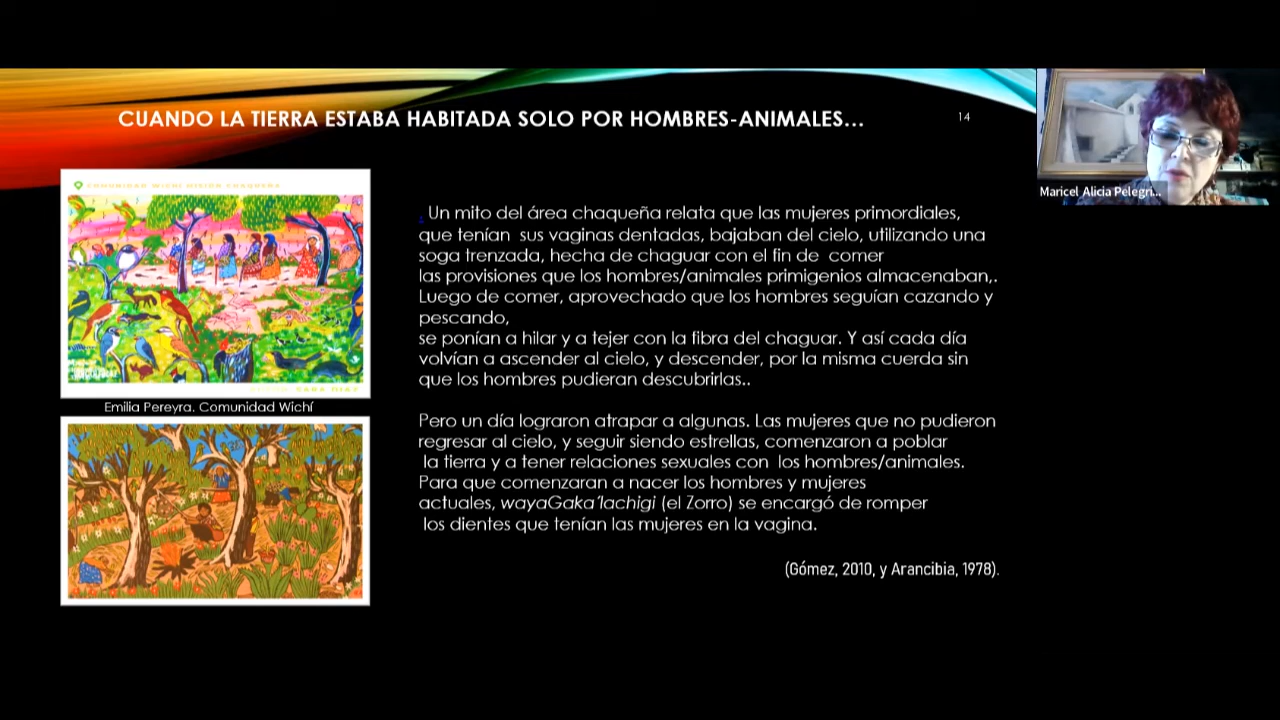 CUANDO LA TIERRA ESTABA HABITADA SOLO POR HOMBRES-ANIMALES...
14
Maricel Alicia Pelegri...
COMUNIDAD WICHI MISION CHAQUEÑA
. Un mito del área chaqueña relata que las mujeres primordiales,
que tenían sus vaginas dentadas, bajaban del cielo, utilizando una
soga trenzada, hecha de chaguar con el fin de comer
las provisiones que los hombres/animales primigenios almacenaban,.
Luego de comer, aprovechado que los hombres seguían cazando y
pescando,
se ponían a hilar y a tejer con la fibra del chaguar. Y así cada día
volvían a ascender al cielo, y descender, por la misma cuerda sin
que los hombres pudieran descubrirlas..
SARA DIAZ
Emilia Pereyra. Comunidad Wichí
Pero un día lograron atrapar a algunas. Las mujeres que no pudieron
regresar al cielo, y seguir siendo estrellas, comenzaron a poblar
la tierra y a tener relaciones sexuales con los hombres/animales.
Para que comenzaran a nacer los hombres y mujeres
actuales, wayaGaka´lachigi (el Zorro) se encargó de romper
los dientes que tenían las mujeres en la vagina.
(Gómez, 2010, y Arancibia, 1978).